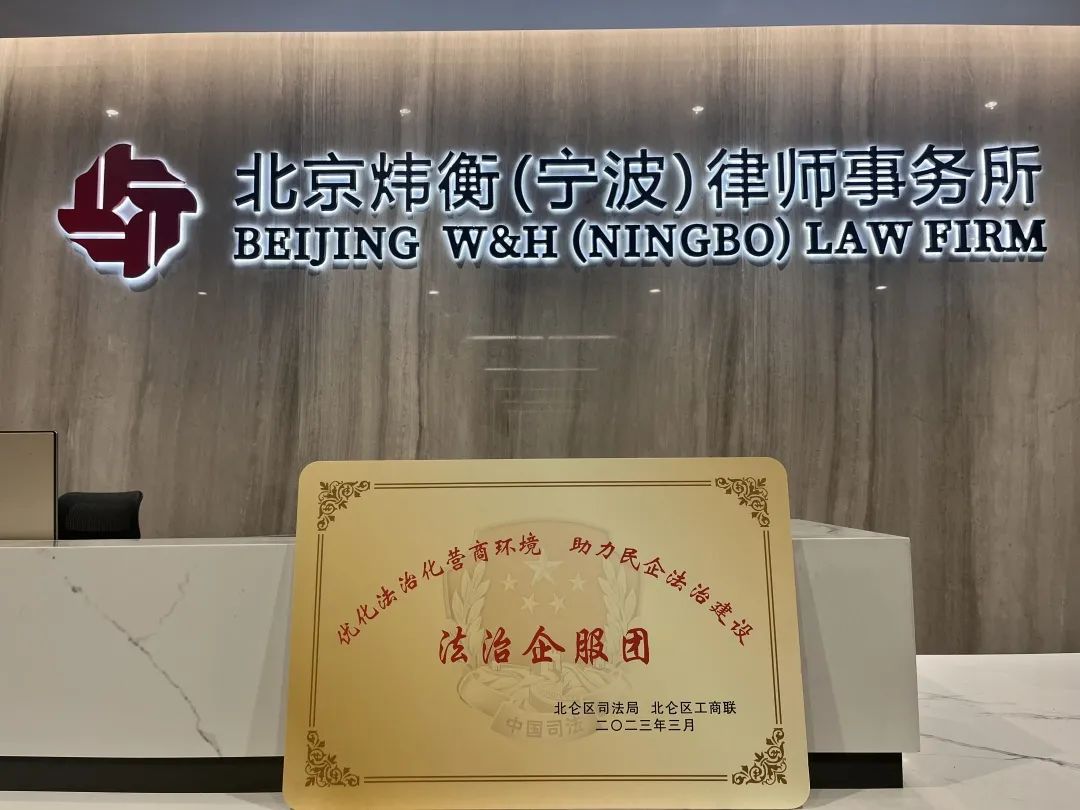 北京炜衡(宁波)律师事务所
BEIJING W&H (NINGBO) LAW FIRM
优化法治化营商环境 助力民企法治建设
法治企服团
北仑区司法局 北仑区工商联
二〇二三年三月
中国司法